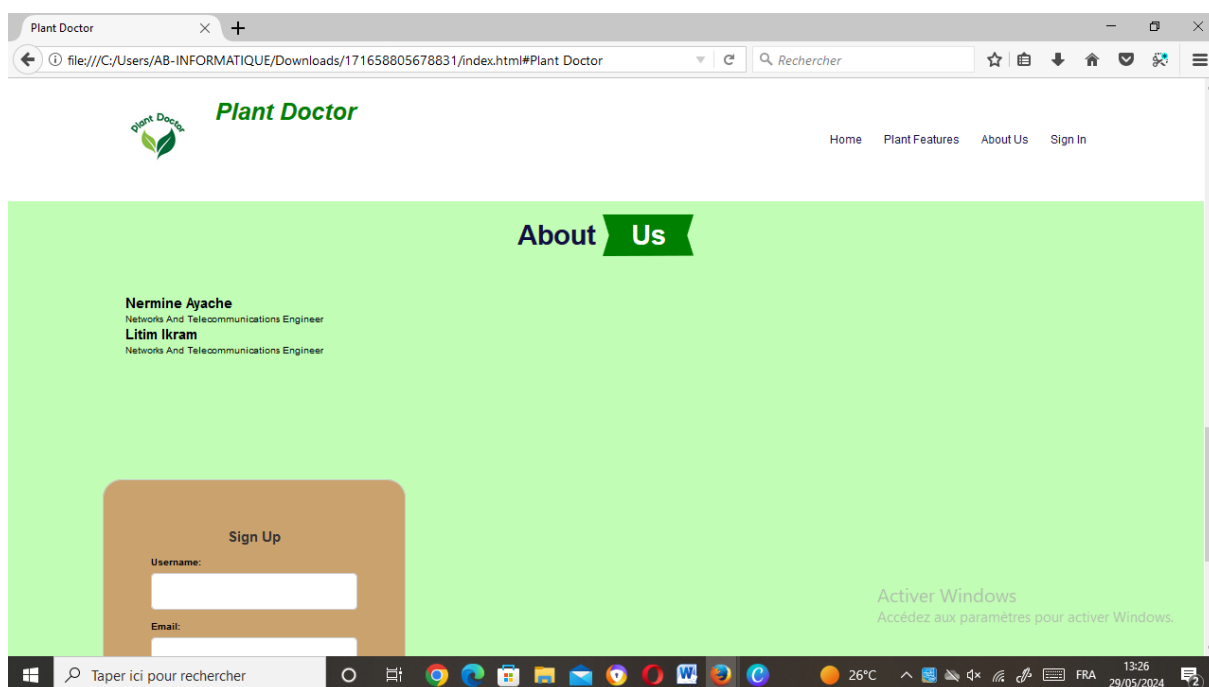 Plant Doctor
file:///C:/Users/AB-INFORMATIQUE/Downloads/171658805678831/index.html#Plant Doctor
Rechercher
Plant Doctor
Plant Doctor
Home Plant Features About Us Sign In
About Us
Nermine Ayache
Networks And Telecommunications Engineer
Litim Ikram
Networks And Telecommunications Engineer
Sign Up
Username:
Email:
Activer Windows
Accédez aux paramètres pour activer Windows.
Taper ici pour rechercher
26°C
FRA
13:26
29/05/2024
2